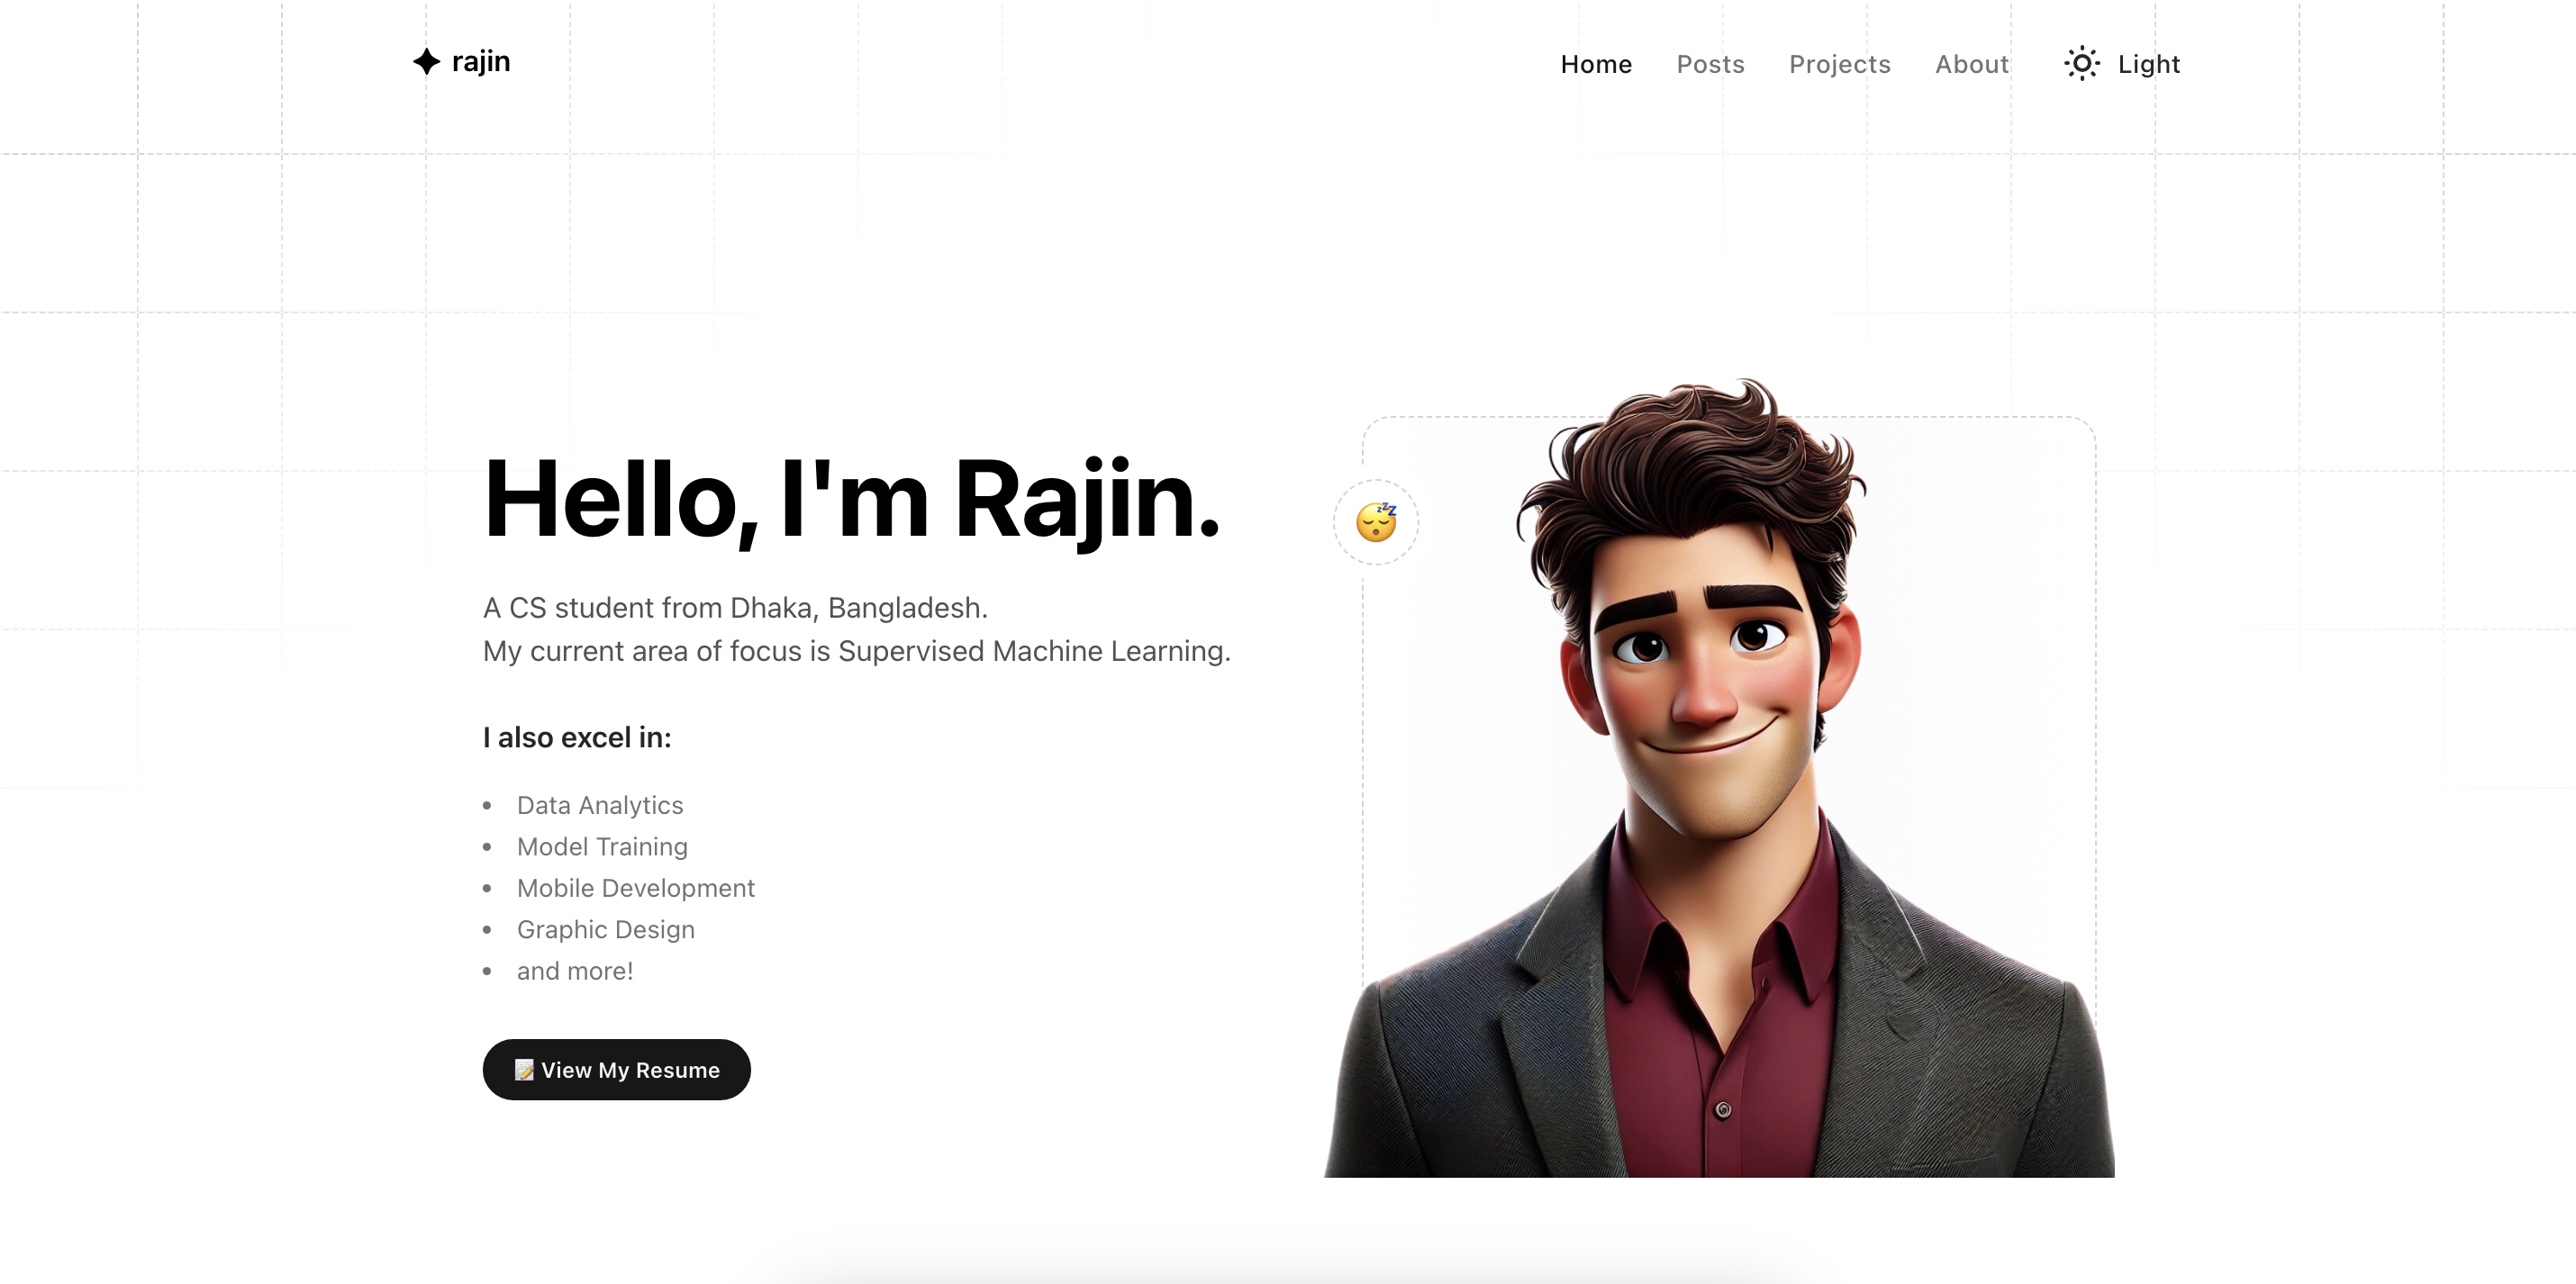 rajin
Home Posts Projects About Light
Hello, I'm Rajin.
A CS student from Dhaka, Bangladesh.
My current area of focus is Supervised Machine Learning.
I also excel in:
• Data Analytics
• Model Training
• Mobile Development
• Graphic Design
• and more!
📝 View My Resume